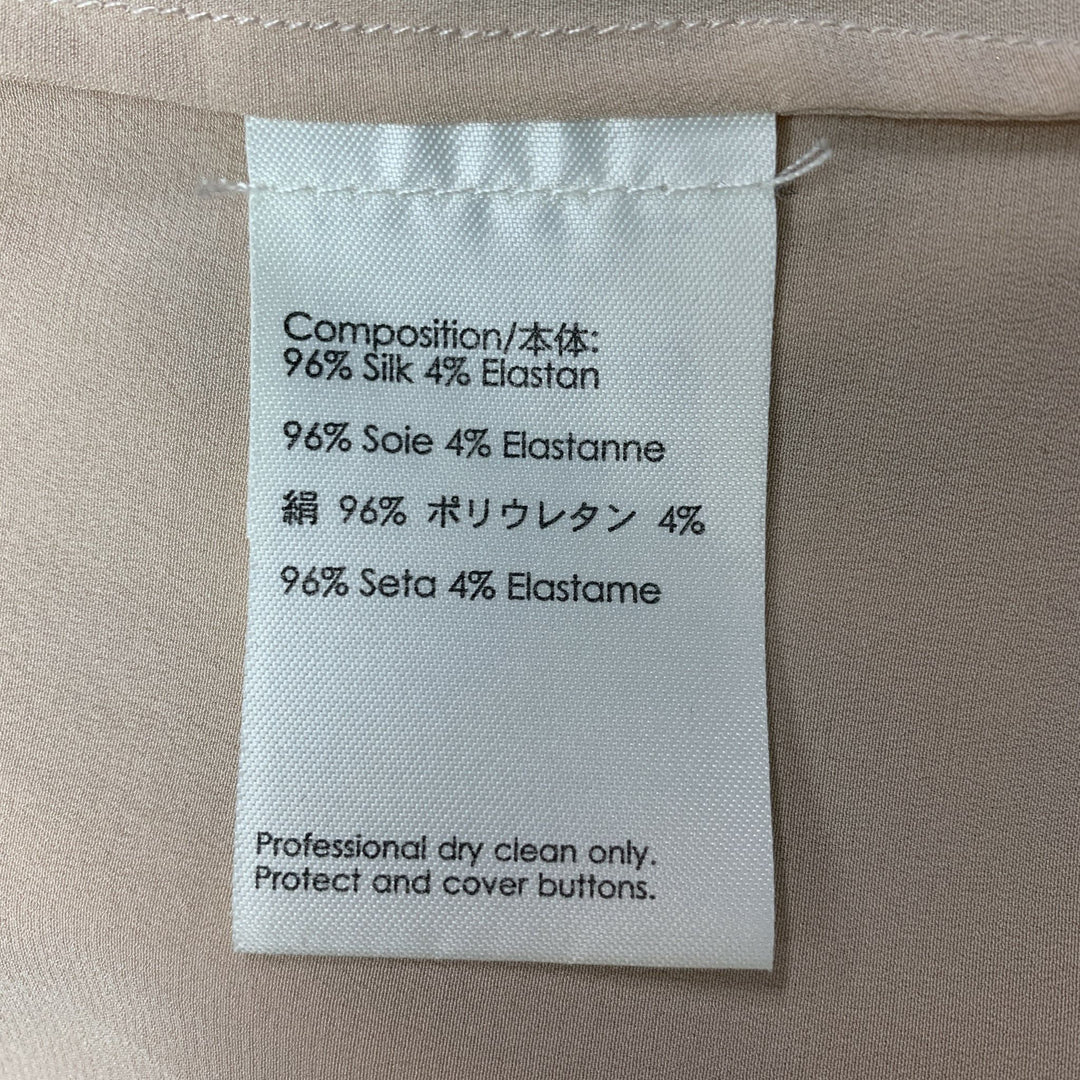 Composition/本体:
96% Silk 4% Elastan
96% Soie 4% Elastanne
絹 96% ポリウレタン 4%
96% Seta 4% Elastame
Professional dry clean only.
Protect and cover buttons.